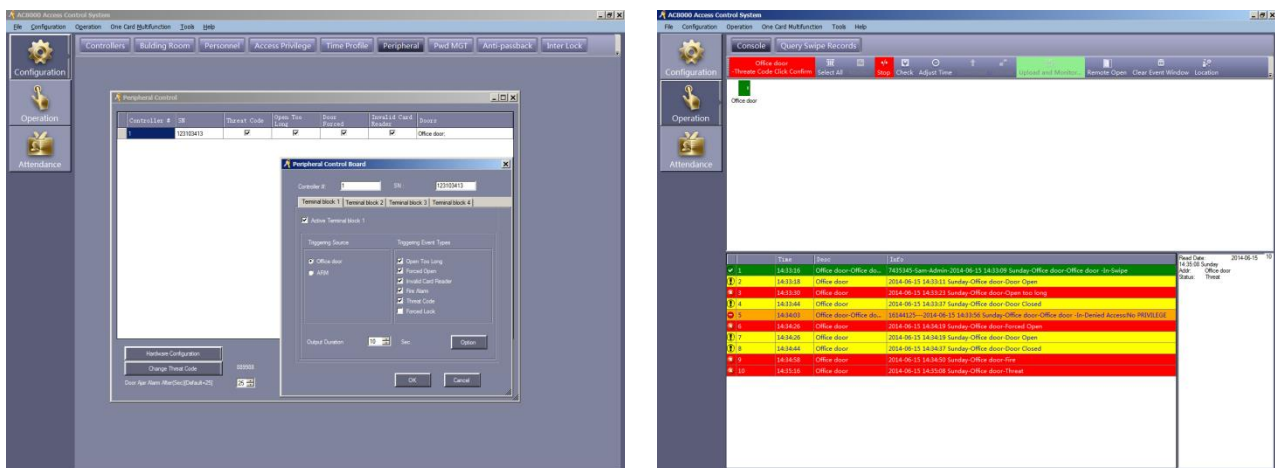 AC8000 Access Control System
File Configuration Operation One Card Multifunction Tools Help
Configuration
Operation
Attendance
Controllers Bulding Room Personnel Access Privilege Time Profile Peripheral Pwd MGT Anti-passback Inter Lock
Peripheral Control
Controller # SN Threat Code Open Too Long Door Forced Invalid Card Reader Doors
1 123103413 Office door:
Peripheral Control Board
Controller #: 1 SN : 123103413
Terminal block 1 Terminal block 2 Terminal block 3 Terminal block 4
Active Terminal block 1
Triggering Source Triggering Event Types
Office door Open Too Long
ARM Forced Open
Invalid Card Reader
Fire Alarm
Threat Code
Forced Lock
Output Duration: 10 Sec. Option
OK Cancel
Hardware Configuration
Change Threat Code
Door Ajar Alarm After(Sec)[Default=25] 25
AC8000 Access Control System
File Configuration Operation One Card Multifunction Tools Help
Configuration
Operation
Attendance
Console Query Swipe Records
Office door
-Threate Code Click Confirm Select All Stop Check Adjust Time Upload and Monitor... Remote Open Clear Event Window Location
Office door
Time Desc Info
1 14:33:16 Office door-Office do... 7435345-Sam-Admin-2014-06-15 14:33:09 Sunday-Office door-Office door -In-Swipe
2 14:33:18 Office door 2014-06-15 14:33:11 Sunday-Office door-Door Open
3 14:33:30 Office door 2014-06-15 14:33:23 Sunday-Office door-Open too long
4 14:33:44 Office door 2014-06-15 14:33:37 Sunday-Office door-Door Closed
5 14:34:03 Office door-Office do... 16144125---2014-06-15 14:33:56 Sunday-Office door-Office door -In-Denied Access:No PRIVILEGE
6 14:34:26 Office door 2014-06-15 14:34:19 Sunday-Office door-Forced Open
7 14:34:26 Office door 2014-06-15 14:34:19 Sunday-Office door-Door Open
8 14:34:44 Office door 2014-06-15 14:34:37 Sunday-Office door-Door Closed
9 14:34:58 Office door 2014-06-15 14:34:50 Sunday-Office door-Fire
10 14:35:16 Office door 2014-06-15 14:35:08 Sunday-Office door-Threat
Read Date: 2014-06-15 10
14:35:08 Sunday
Addr: Office door
Status: Threat